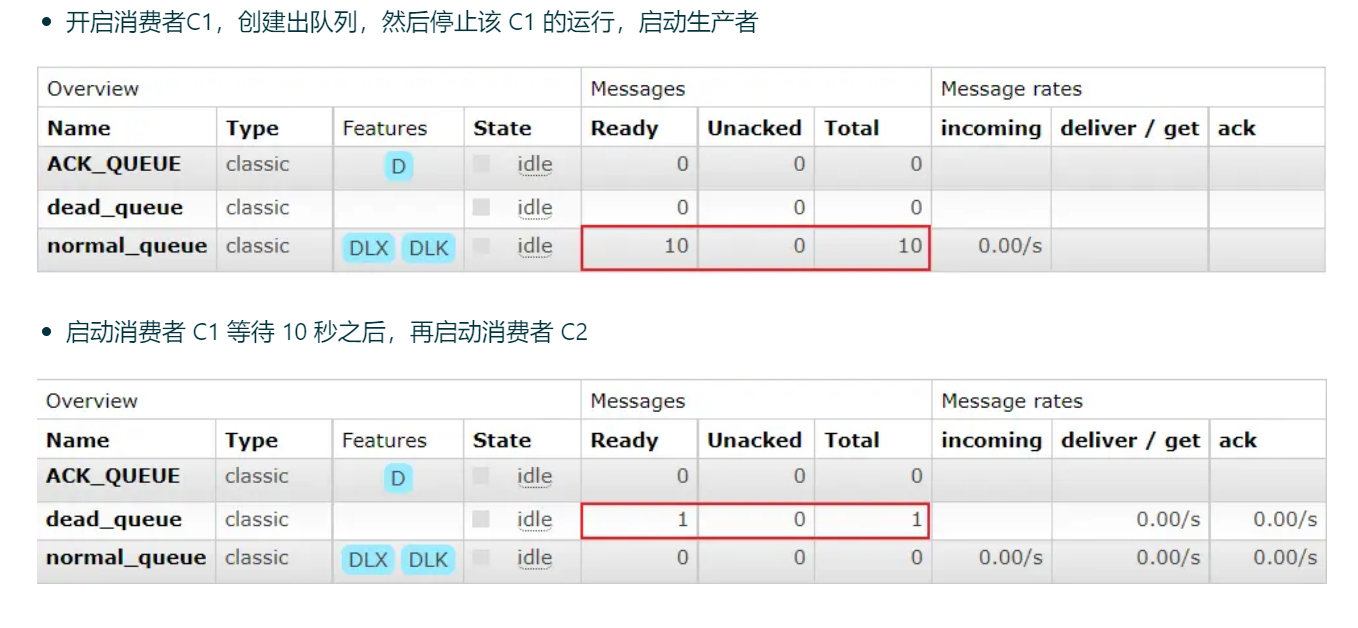 开启消费者C1，创建出队列，然后停止该 C1 的运行，启动生产者
Overview Messages Message rates
Name Type Features State Ready Unacked Total incoming deliver / get ack
ACK_QUEUE classic D idle 0 0 0
dead_queue classic idle 0 0 0
normal_queue classic DLX DLK idle 10 0 10 0.00/s
启动消费者 C1 等待 10 秒之后，再启动消费者 C2
Overview Messages Message rates
Name Type Features State Ready Unacked Total incoming deliver / get ack
ACK_QUEUE classic D idle 0 0 0
dead_queue classic idle 1 0 1 0.00/s 0.00/s
normal_queue classic DLX DLK idle 0 0 0 0.00/s 0.00/s 0.00/s